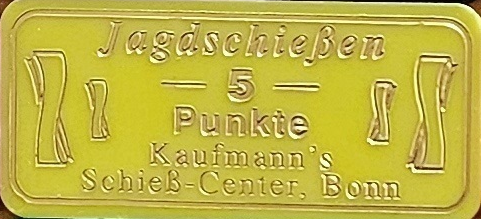 Jagdschießen
— 5 —
Punkte
Kaufmann's
Schieß-Center, Bonn